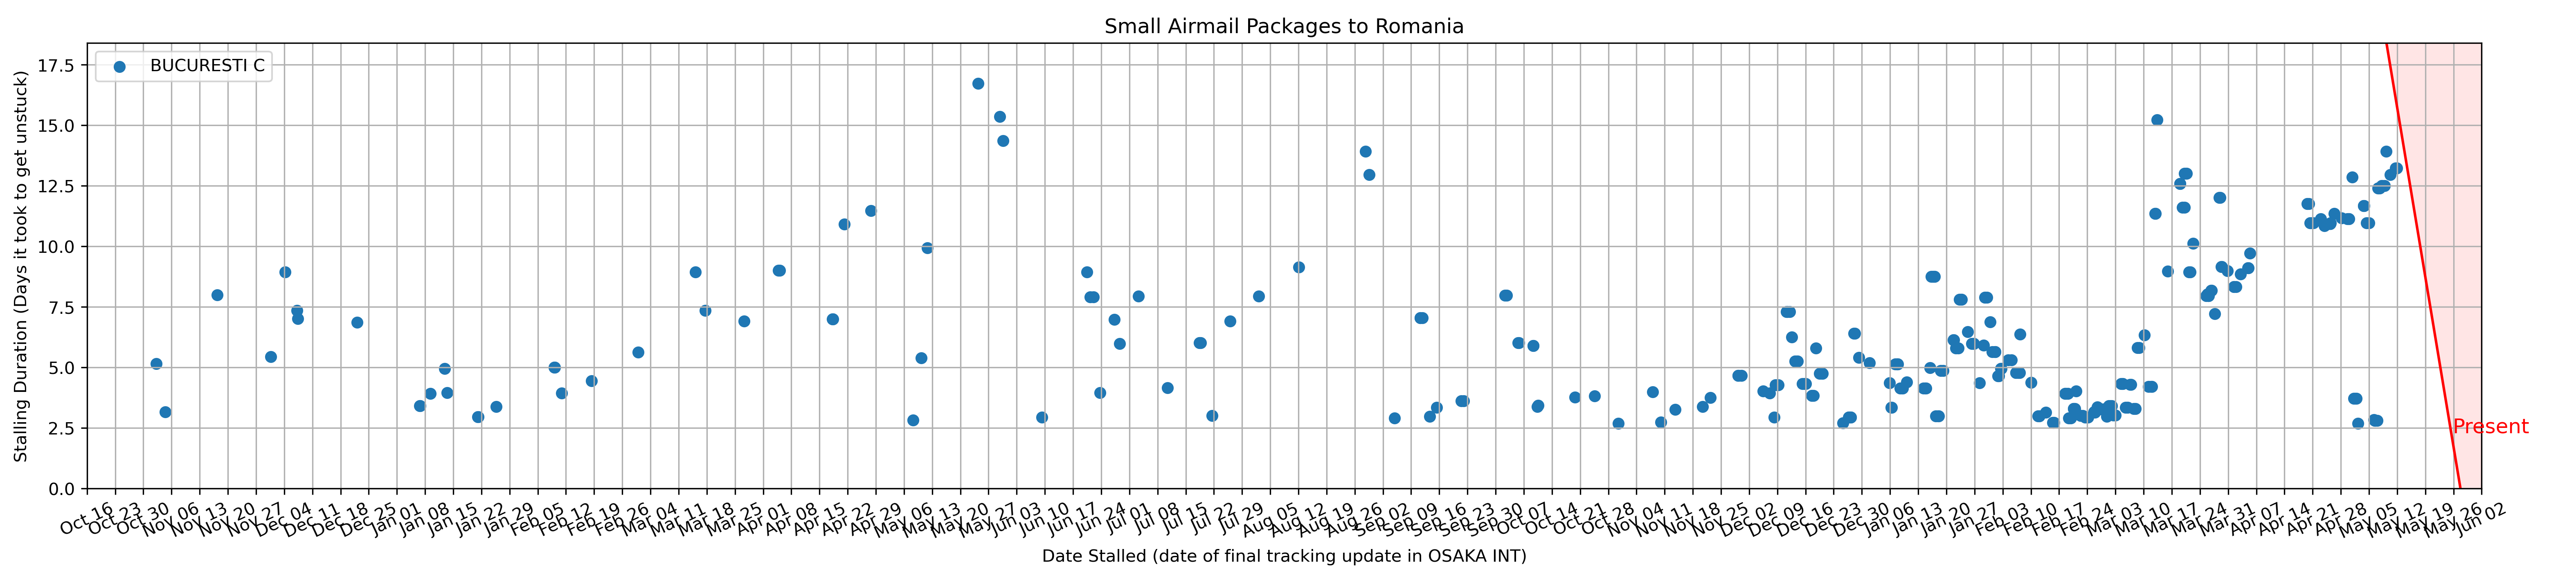 Small Airmail Packages to Romania
BUCURESTI C
Stalling Duration (Days it took to get unstuck)
17.5
15.0
12.5
10.0
7.5
5.0
2.5
0.0
Present
Oct 16 Oct 23 Oct 30 Nov 06 Nov 13 Nov 20 Nov 27 Dec 04 Dec 11 Dec 18 Dec 25 Jan 01 Jan 08 Jan 15 Jan 22 Jan 29 Feb 05 Feb 12 Feb 19 Feb 26 Mar 04 Mar 11 Mar 18 Mar 25 Apr 01 Apr 08 Apr 15 Apr 22 Apr 29 May 06 May 13 May 20 May 27 Jun 03 Jun 10 Jun 17 Jun 24 Jul 01 Jul 08 Jul 15 Jul 22 Jul 29 Aug 05 Aug 12 Aug 19 Aug 26 Sep 02 Sep 09 Sep 16 Sep 23 Sep 30 Oct 07 Oct 14 Oct 21 Oct 28 Nov 04 Nov 11 Nov 18 Nov 25 Dec 02 Dec 09 Dec 16 Dec 23 Dec 30 Jan 06 Jan 13 Jan 20 Jan 27 Feb 03 Feb 10 Feb 17 Feb 24 Mar 03 Mar 10 Mar 17 Mar 24 Mar 31 Apr 07 Apr 14 Apr 21 Apr 28 May 05 May 12 May 19 May 26 Jun 02
Date Stalled (date of final tracking update in OSAKA INT)